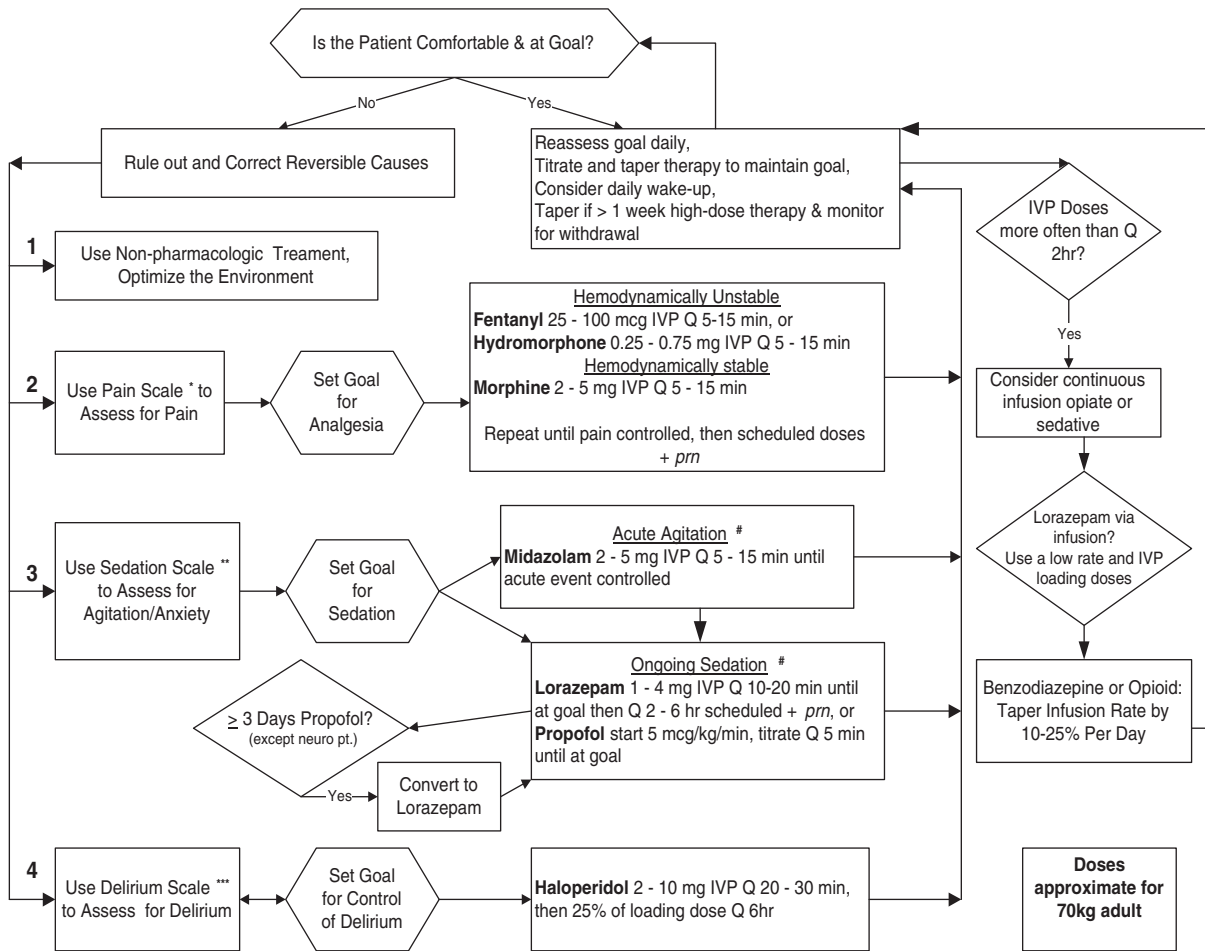 Is the Patient Comfortable & at Goal?
No
Yes
Rule out and Correct Reversible Causes
Reassess goal daily,
Titrate and taper therapy to maintain goal,
Consider daily wake-up,
Taper if > 1 week high-dose therapy & monitor
for withdrawal
IVP Doses
more often than Q
2hr?
Yes
Consider continuous
infusion opiate or
sedative
Lorazepam via
infusion?
Use a low rate and IVP
loading doses
Benzodiazepine or Opioid:
Taper Infusion Rate by
10-25% Per Day
1
Use Non-pharmacologic Treament,
Optimize the Environment
2
Use Pain Scale * to
Assess for Pain
Set Goal
for
Analgesia
Hemodynamically Unstable
Fentanyl 25 - 100 mcg IVP Q 5-15 min, or
Hydromorphone 0.25 - 0.75 mg IVP Q 5 - 15 min
Hemodynamically stable
Morphine 2 - 5 mg IVP Q 5 - 15 min
Repeat until pain controlled, then scheduled doses
+ prn
3
Use Sedation Scale **
to Assess for
Agitation/Anxiety
Set Goal
for
Sedation
Acute Agitation #
Midazolam 2 - 5 mg IVP Q 5 - 15 min until
acute event controlled
Ongoing Sedation #
Lorazepam 1 - 4 mg IVP Q 10-20 min until
at goal then Q 2 - 6 hr scheduled + prn, or
Propofol start 5 mcg/kg/min, titrate Q 5 min
until at goal
≥ 3 Days Propofol?
(except neuro pt.)
Yes
Convert to
Lorazepam
4
Use Delirium Scale ***
to Assess for Delirium
Set Goal
for Control
of Delirium
Haloperidol 2 - 10 mg IVP Q 20 - 30 min,
then 25% of loading dose Q 6hr
Doses
approximate for
70kg adult